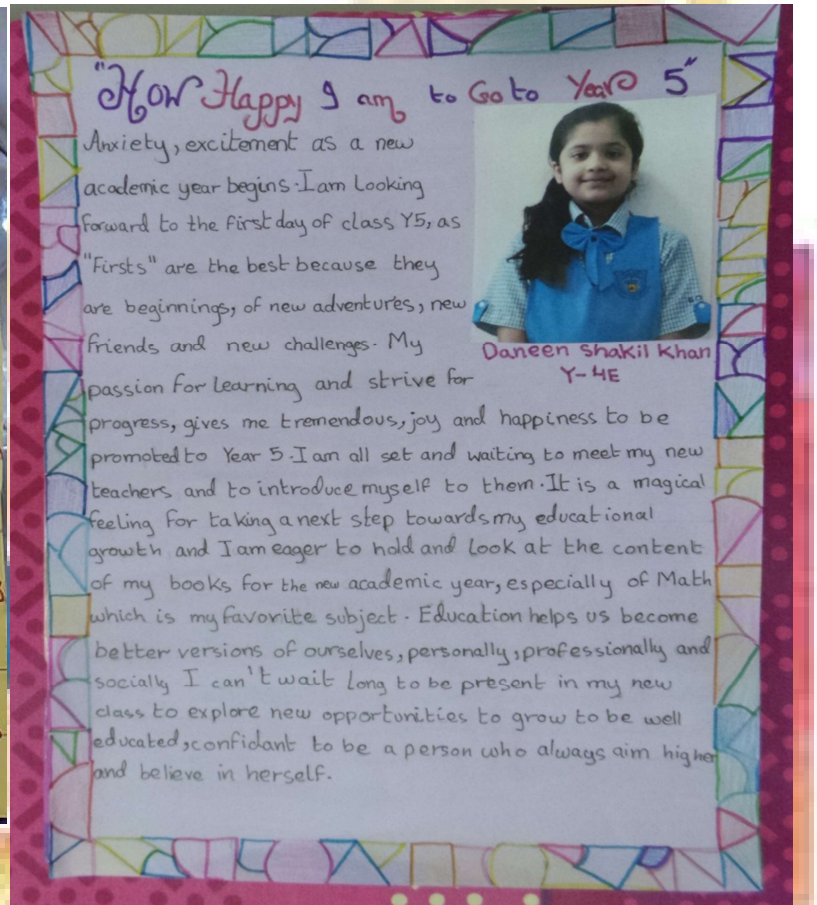 "How Happy I am to Go to Year 5"
Anxiety, excitement as a new
academic year begins. I am Looking
forward to the first day of class Y5, as
"Firsts" are the best because they
are beginnings, of new adventures, new
friends and new challenges. My
Daneen Shakil Khan
Y-4E
passion for learning and strive for
progress, gives me tremendous, joy and happiness to be
promoted to Year 5. I am all set and waiting to meet my new
teachers and to introduce myself to them. It is a magical
feeling for taking a next step towards my educational
growth and I am eager to hold and look at the content
of my books for the new academic year, especially of Math
which is my favorite subject. Education helps us become
better versions of ourselves, personally, professionally and
socially I can't wait long to be present in my new
class to explore new opportunities to grow to be well
educated, confidant to be a person who always aim higher
and believe in herself.